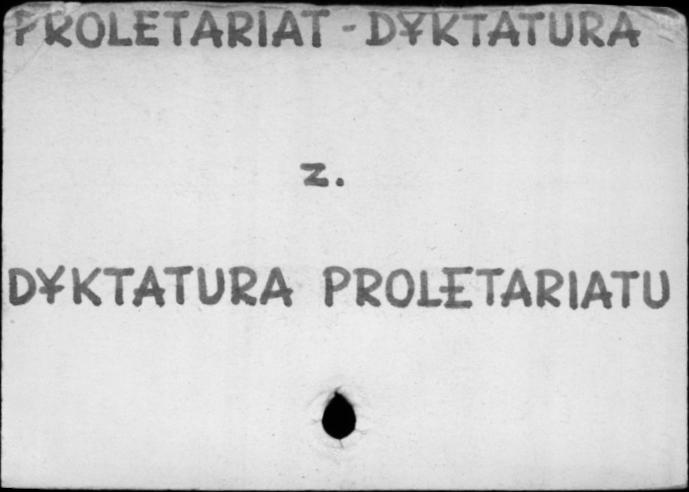 PROLETARIAT - DYKTATURA
z.
DYKTATURA PROLETARIATU